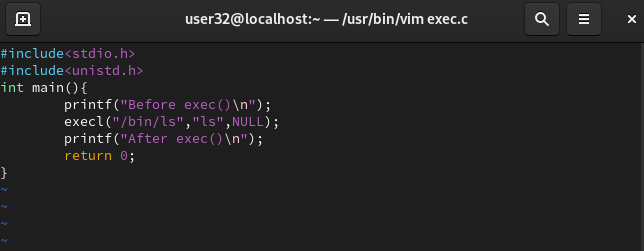 user32@localhost:~ — /usr/bin/vim exec.c
#include<stdio.h>
#include<unistd.h>
int main(){
        printf("Before exec()\n");
        execl("/bin/ls","ls",NULL);
        printf("After exec()\n");
        return 0;
}
~
~
~
~